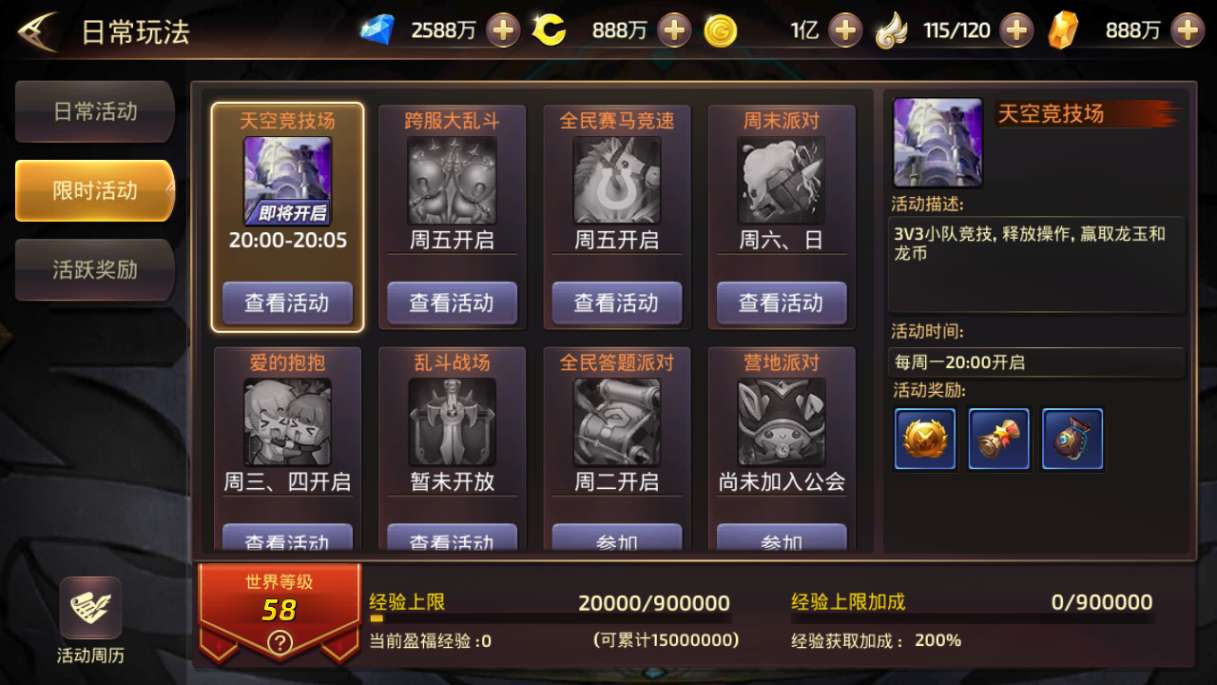 日常玩法
2588万
888万
1亿
115/120
888万
日常活动
限时活动
活跃奖励
活动周历
天空竞技场
即将开启
20:00-20:05
查看活动
跨服大乱斗
周五开启
查看活动
全民赛马竞速
周五开启
查看活动
周末派对
周六、日
查看活动
爱的抱抱
周三、四开启
查看活动
乱斗战场
暂未开放
查看活动
全民答题派对
周二开启
参加
营地派对
尚未加入公会
参加
天空竞技场
活动描述:
3V3小队竞技, 释放操作, 赢取龙玉和
龙币
活动时间:
每周一20:00开启
活动奖励:
世界等级
58
?
经验上限
20000/900000
当前盈福经验:0
(可累计15000000)
经验上限加成
0/900000
经验获取加成: 200%